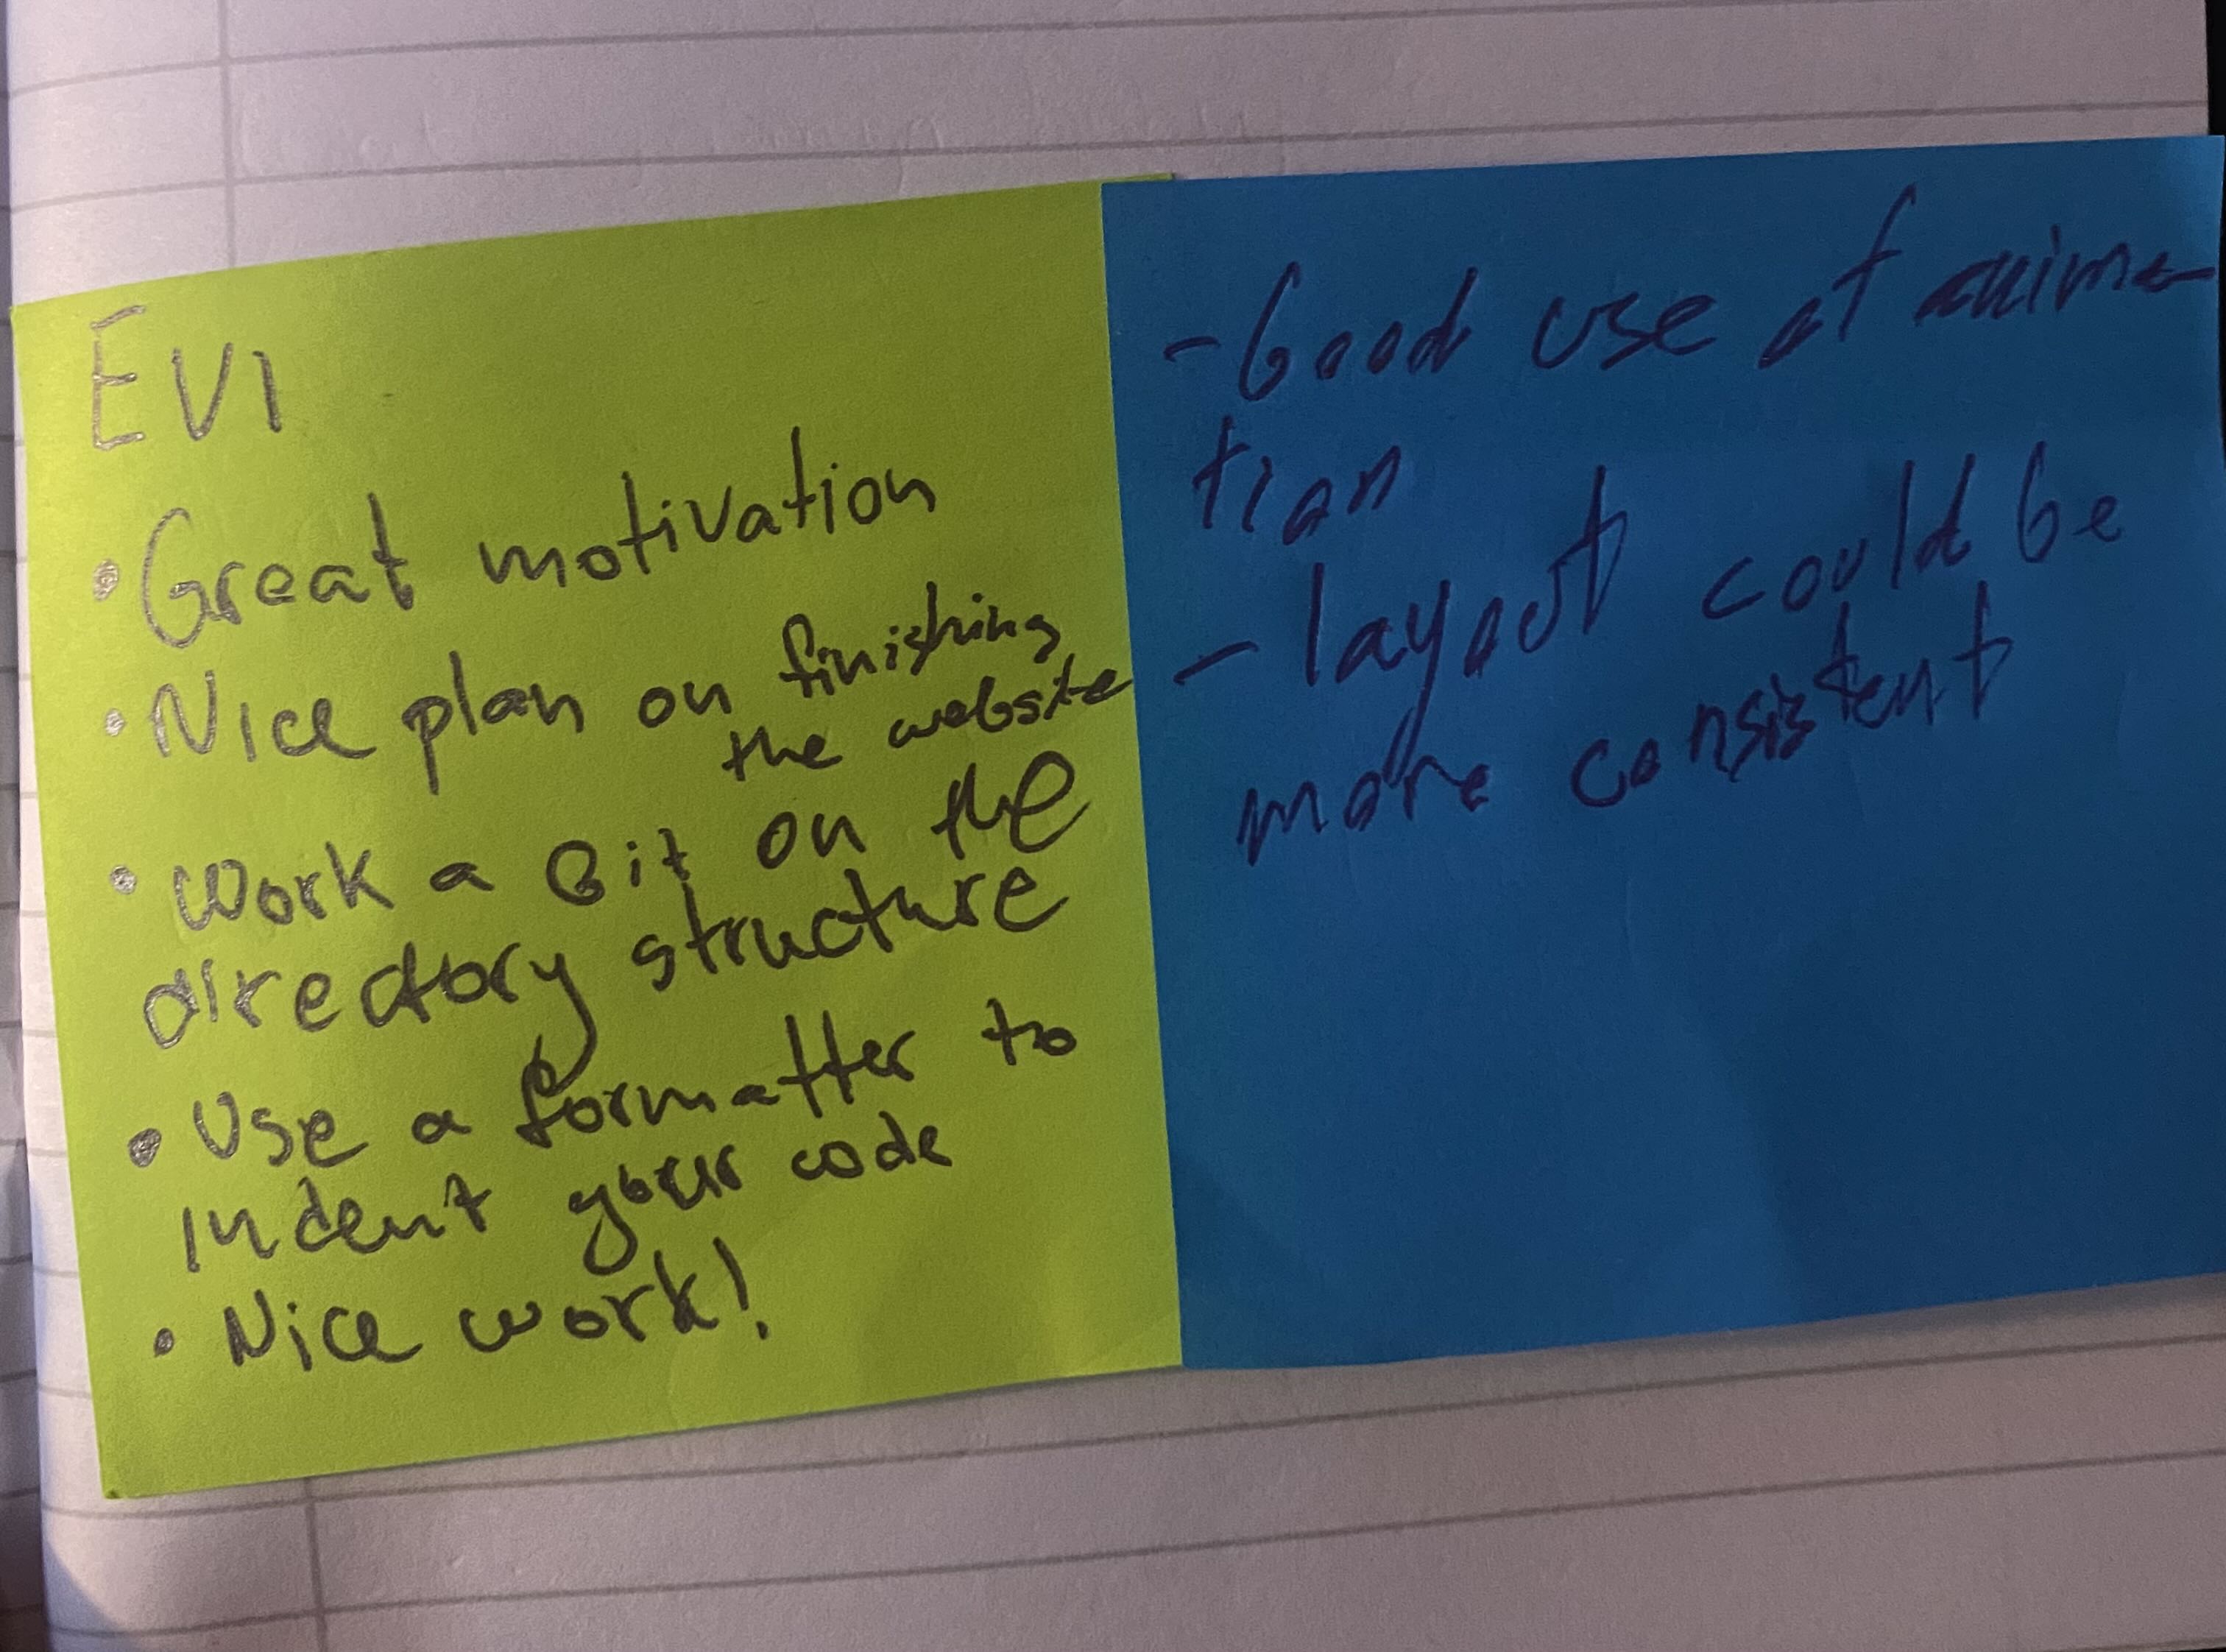 EVI
• Great motivation
• Nice plan on finishing
the website
• Work a Bit on the
directory structure
• Use a formatter to
indent your code
• Nice work!
- Good use of anima-
tion
- layout could be
more consistent